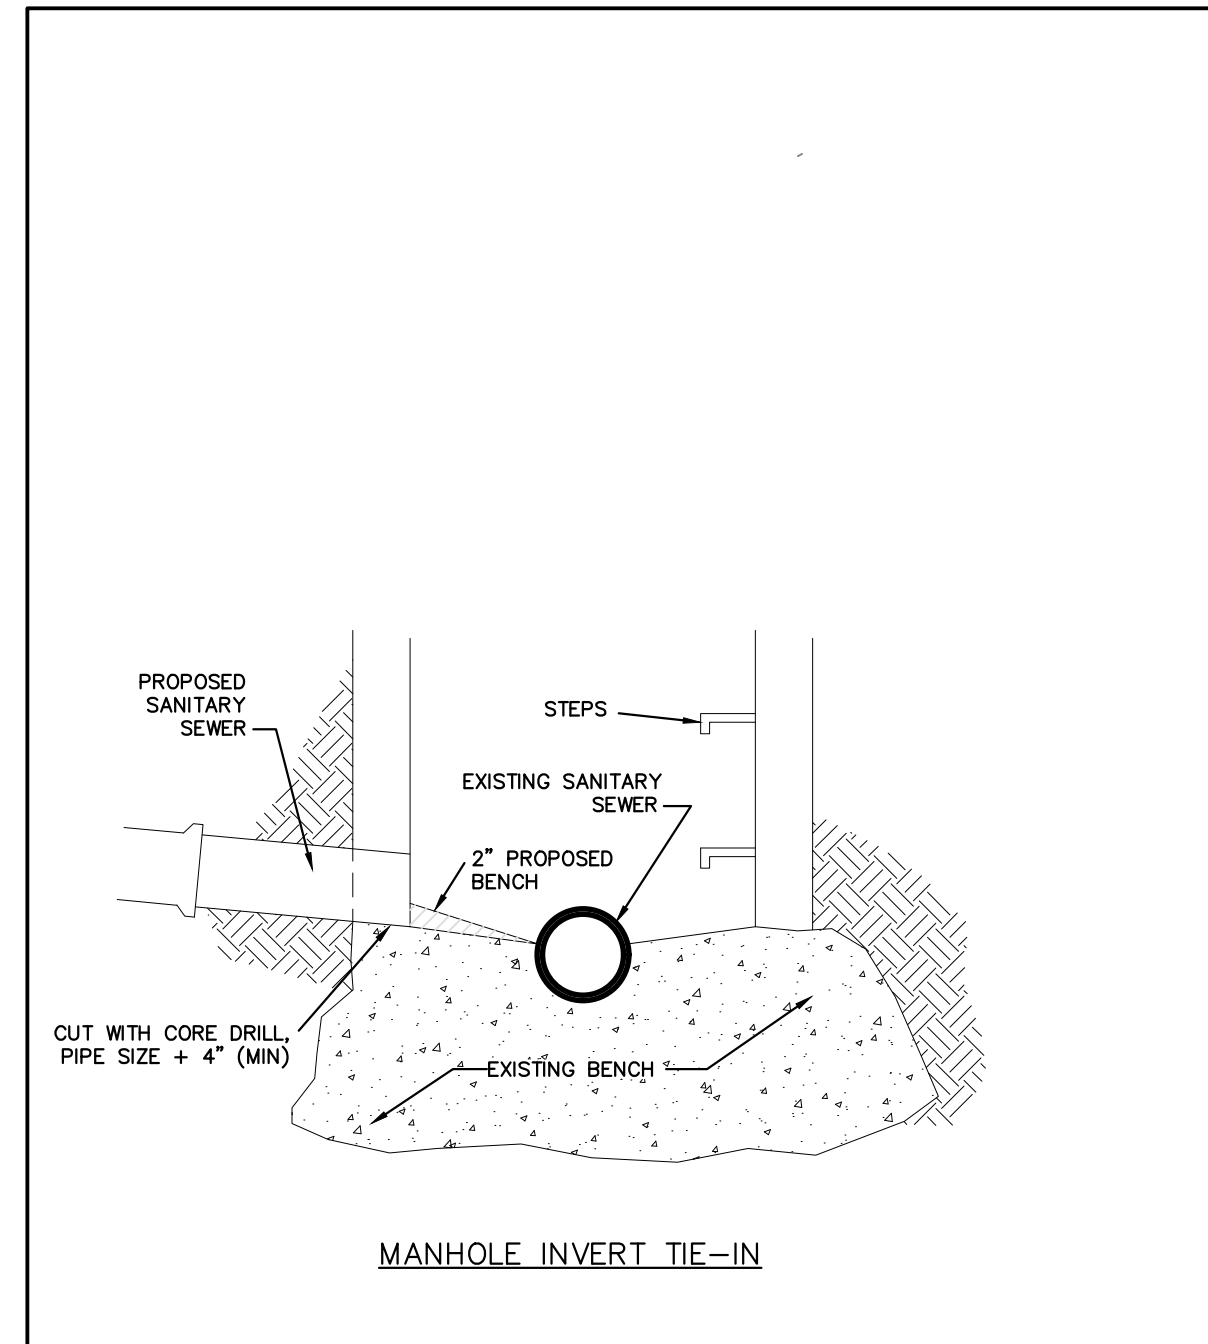 PROPOSED
SANITARY
SEWER
STEPS
EXISTING SANITARY
SEWER
2" PROPOSED
BENCH
CUT WITH CORE DRILL,
PIPE SIZE + 4" (MIN)
EXISTING BENCH
MANHOLE INVERT TIE-IN